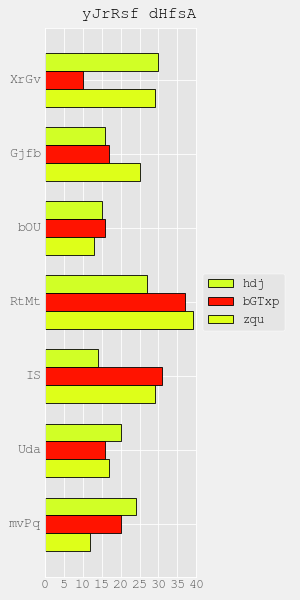 yJrRsf dHfsA
XrGv
Gjfb
bOU
RtMt
IS
Uda
mvPq
hdj
bGTxp
zqu
0 5 10 15 20 25 30 35 40